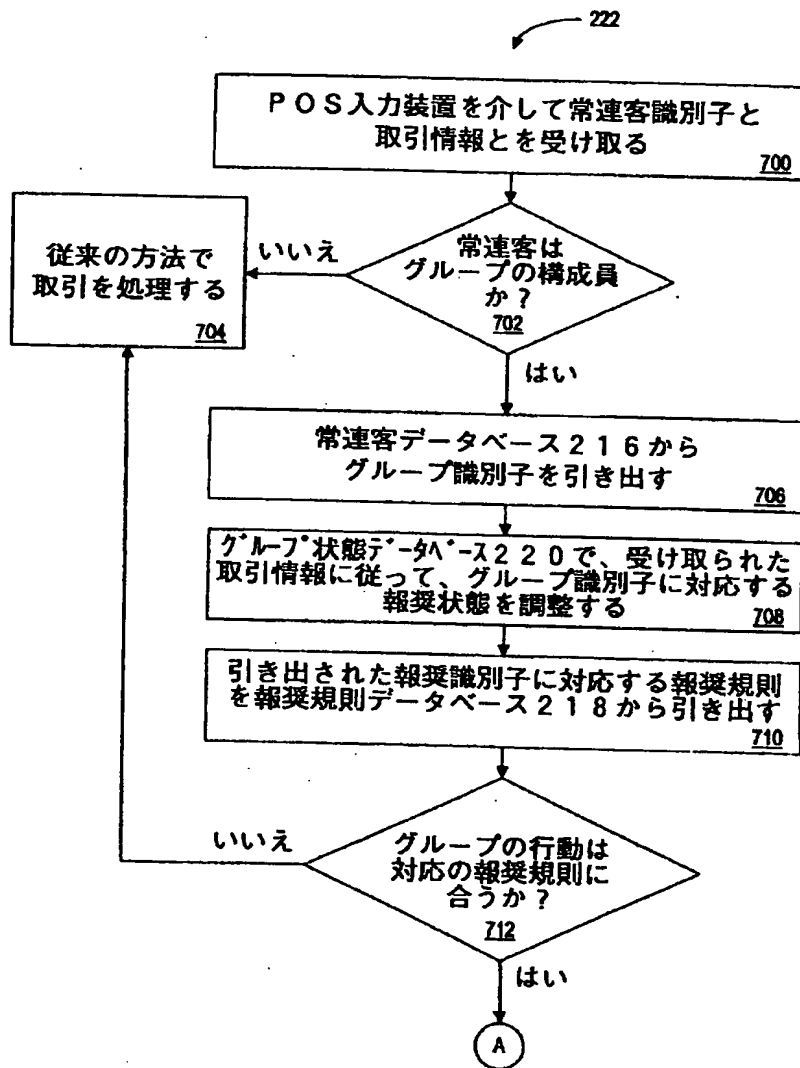 222
POS入力装置を介して常連客識別子と
取引情報とを受け取る
700
常連客は
グループの構成員
か?
702
いいえ
従来の方法で
取引を処理する
704
はい
常連客データベース216から
グループ識別子を引き出す
706
グループ状態データベース220で、受け取られた
取引情報に従って、グループ識別子に対応する
報奨状態を調整する
708
引き出された報奨識別子に対応する報奨規則
を報奨規則データベース218から引き出す
710
いいえ
グループの行動は
対応の報奨規則に
合うか?
712
はい
A